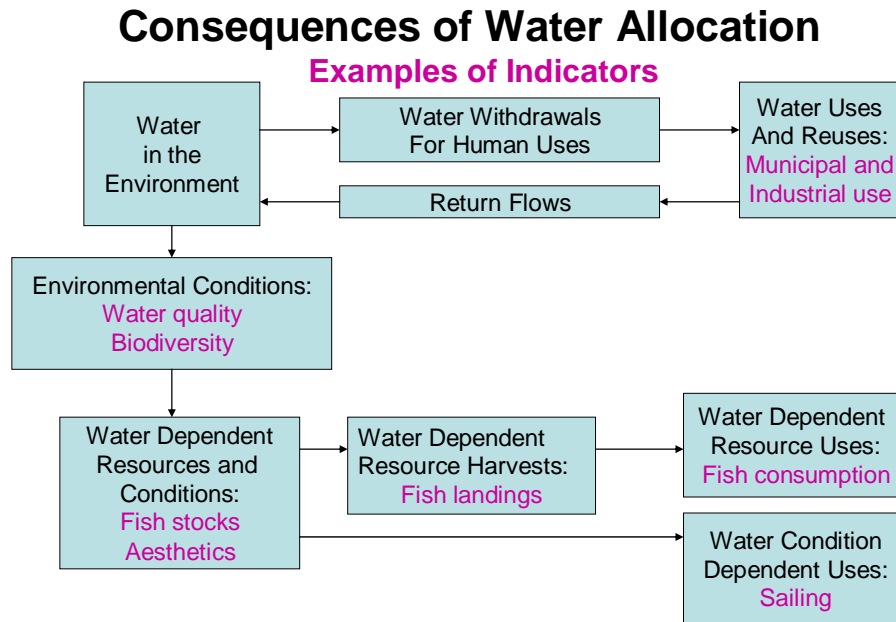 Consequences of Water Allocation
Examples of Indicators
Water
in the
Environment
Water Withdrawals
For Human Uses
Water Uses
And Reuses:
Municipal and
Industrial use
Return Flows
Environmental Conditions:
Water quality
Biodiversity
Water Dependent
Resources and
Conditions:
Fish stocks
Aesthetics
Water Dependent
Resource Harvests:
Fish landings
Water Dependent
Resource Uses:
Fish consumption
Water Condition
Dependent Uses:
Sailing